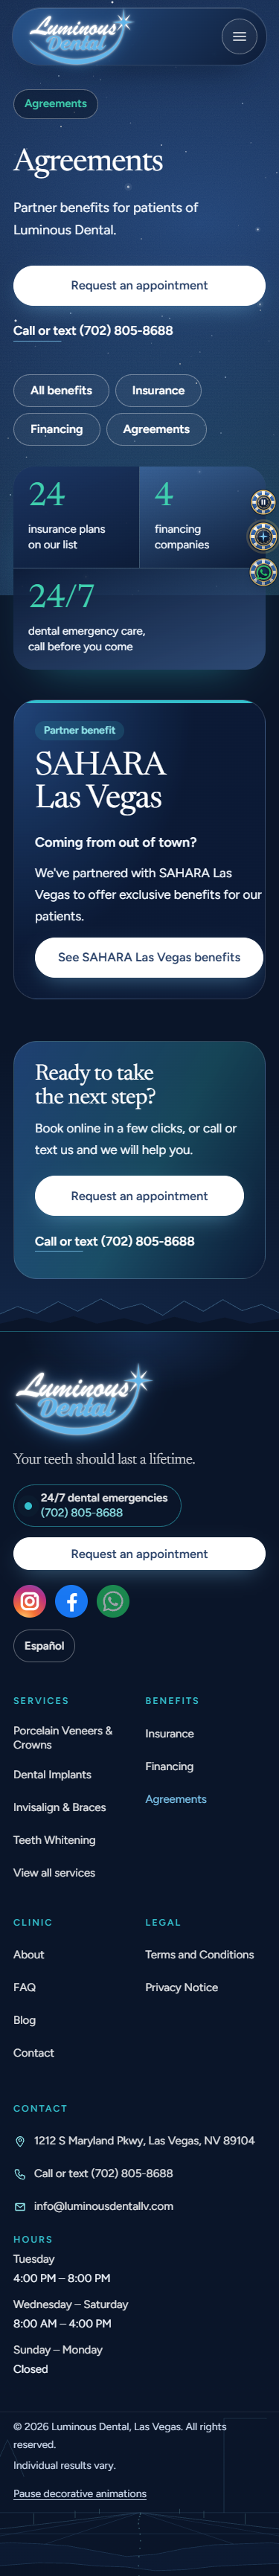 Luminous
Dental
Agreements
Agreements
Partner benefits for patients of
Luminous Dental.
Request an appointment
Call or text (702) 805-8688
All benefits
Insurance
Financing
Agreements
24
insurance plans
on our list
4
financing
companies
24/7
dental emergency care,
call before you come
Partner benefit
SAHARA
Las Vegas
Coming from out of town?
We've partnered with SAHARA Las
Vegas to offer exclusive benefits for our
patients.
See SAHARA Las Vegas benefits
Ready to take
the next step?
Book online in a few clicks, or call or
text us and we will help you.
Request an appointment
Call or text (702) 805-8688
Luminous
Dental
Your teeth should last a lifetime.
24/7 dental emergencies
(702) 805-8688
Request an appointment
Español
SERVICES
Porcelain Veneers &
Crowns
Dental Implants
Invisalign & Braces
Teeth Whitening
View all services
BENEFITS
Insurance
Financing
Agreements
CLINIC
About
FAQ
Blog
Contact
LEGAL
Terms and Conditions
Privacy Notice
CONTACT
1212 S Maryland Pkwy, Las Vegas, NV 89104
Call or text (702) 805-8688
info@luminousdentallv.com
HOURS
Tuesday
4:00 PM – 8:00 PM
Wednesday – Saturday
8:00 AM – 4:00 PM
Sunday – Monday
Closed
© 2026 Luminous Dental, Las Vegas. All rights
reserved.
Individual results vary.
Pause decorative animations